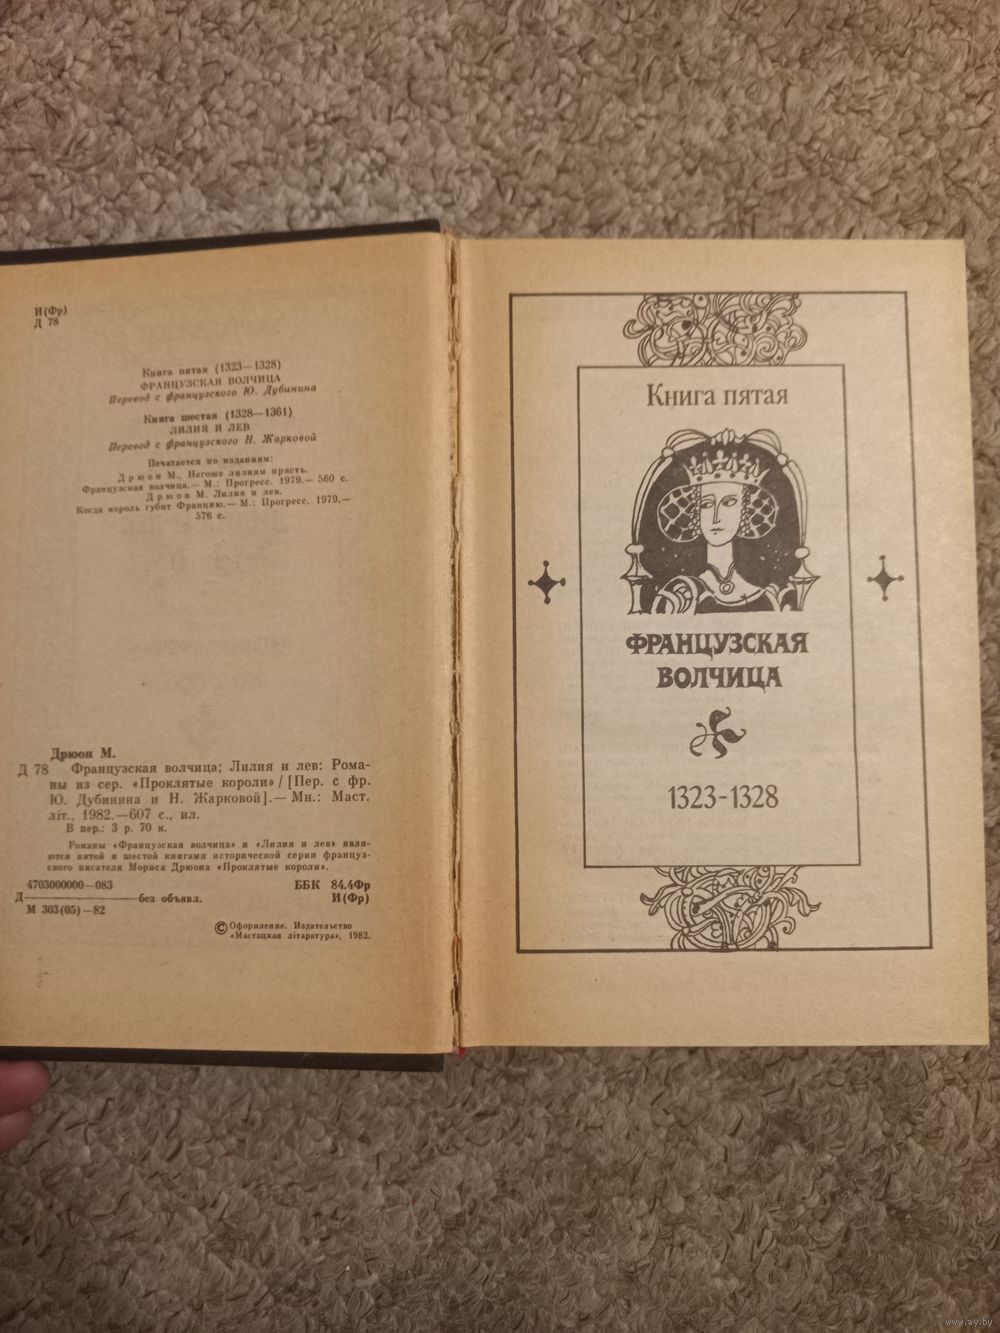 И(Фр)
Д 78
Книга пятая (1323—1328)
ФРАНЦУЗСКАЯ ВОЛЧИЦА
Перевод с французского Ю. Дубинина
Книга шестая (1328—1361)
ЛИЛИЯ И ЛЕВ
Перевод с французского Н. Жарковой
Печатается по изданиям:
Дрюон М., Негоже лилиям прясть.
Французская волчица.— М.: Прогресс. 1979.— 560 с.
Дрюон М. Лилия и лев.
Когда король губит Францию.— М.: Прогресс. 1979.—
576 с.
Дрюон М.
Д 78 Французская волчица; Лилия и лев: Рома-
ны из сер. «Проклятые короли» / [Пер. с фр.
Ю. Дубинина и Н. Жарковой].— Мн.: Маст.
літ., 1982.—607 с., ил.
В пер.: 3 р. 70 к.
Романы «Французская волчица» и «Лилия и лев» явля-
ются пятой и шестой книгами исторической серии француз-
ского писателя Мориса Дрюона «Проклятые короли».
4703000000—083
Д———————без объявл.
М 303(05)—82
ББК 84.4Фр
И(Фр)
© Оформление. Издательство
«Мастацкая літаратура», 1982.
Книга пятая
ФРАНЦУЗСКАЯ
ВОЛЧИЦА
1323-1328
www.ay.by